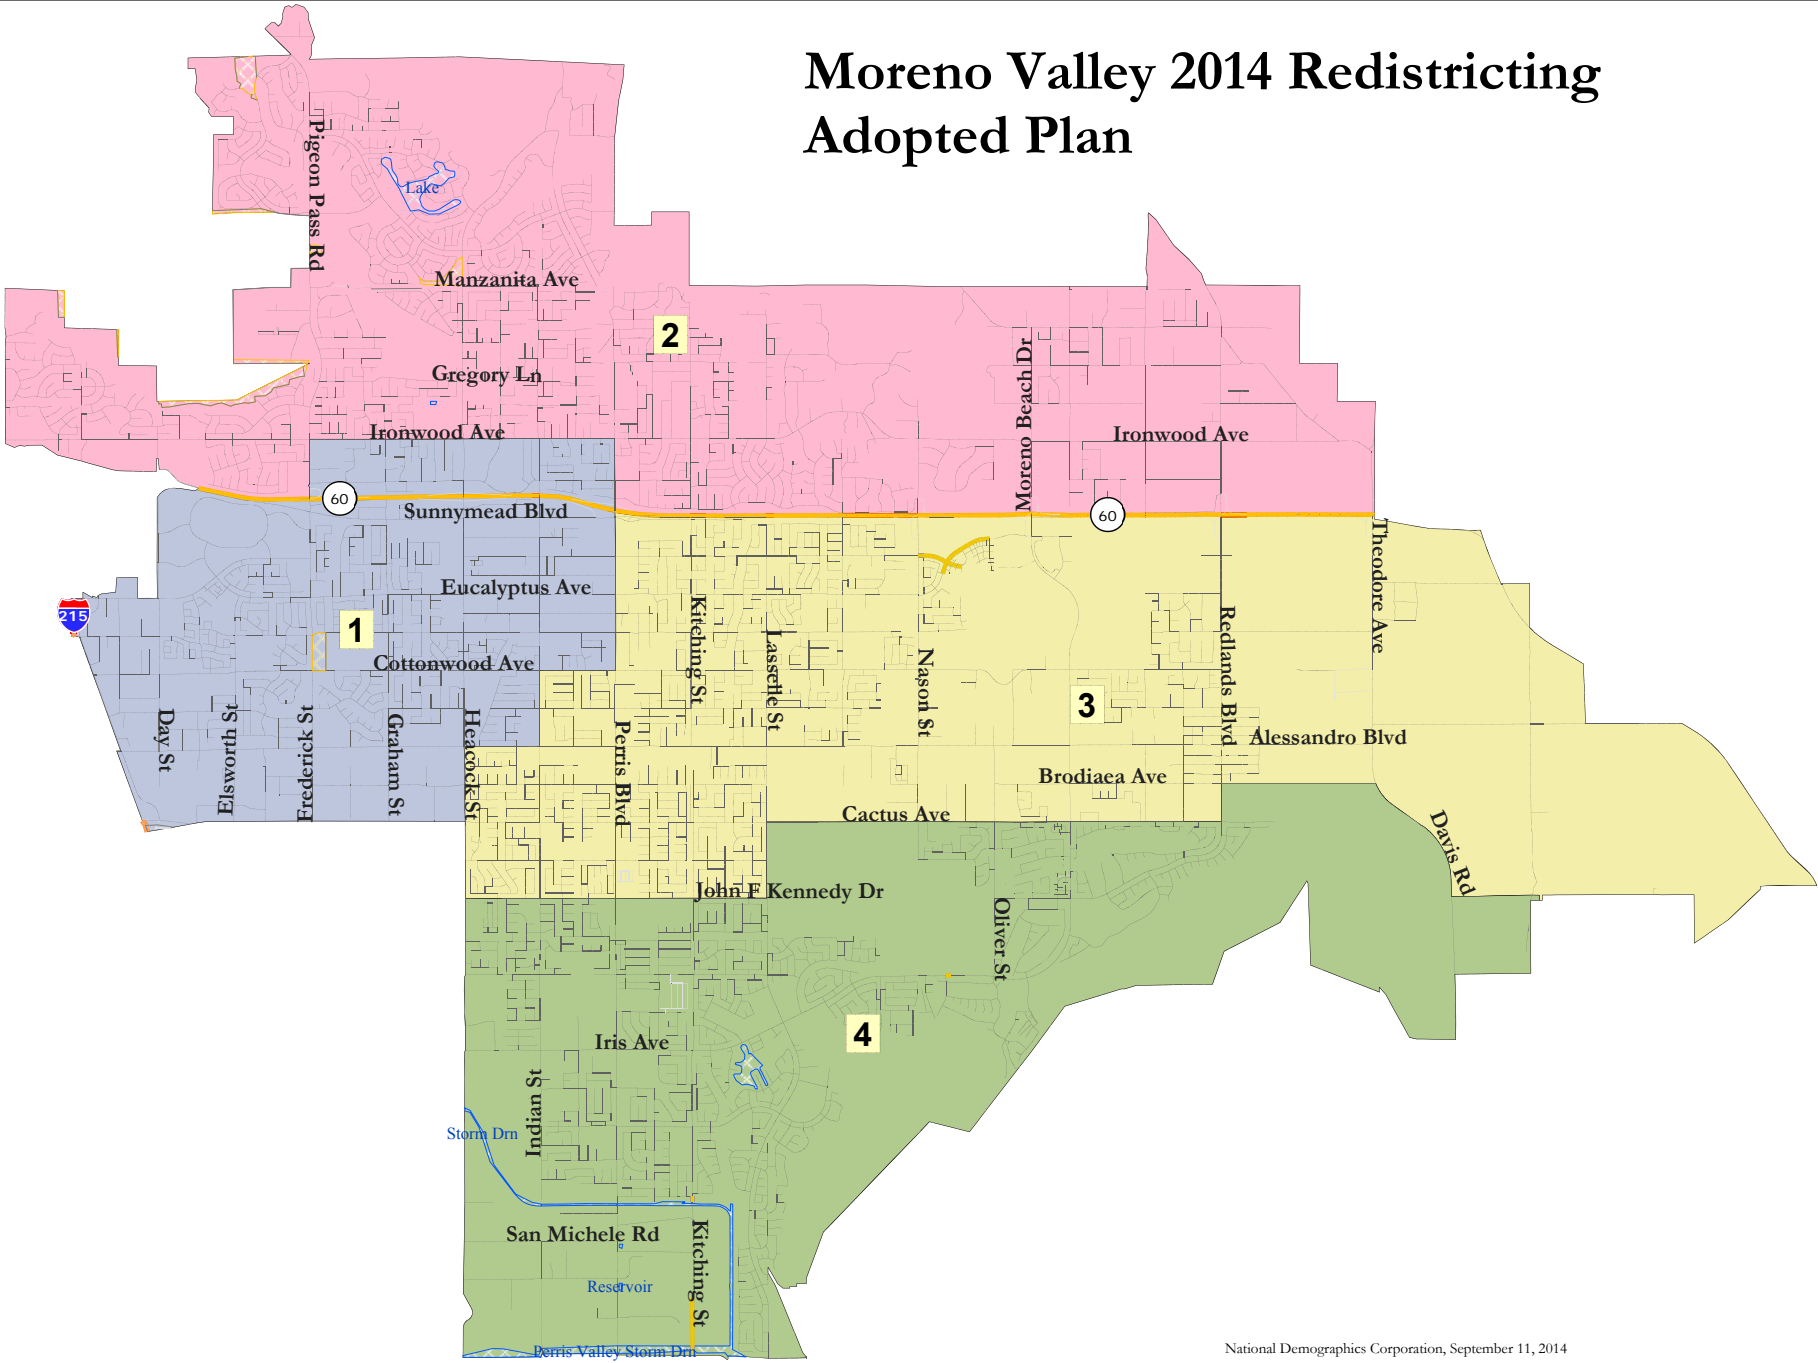 Moreno Valley 2014 Redistricting
Adopted Plan
Pigeon Pass Rd
Lake
Manzanita Ave
2
Gregory Ln
Moreno Beach Dr
Ironwood Ave
Ironwood Ave
60
Sunnymead Blvd
60
Theodore Ave
Eucalyptus Ave
Kitching St
215
1
Redlands Blvd
Lasselle St
Nason St
Cottonwood Ave
3
Day St
Elsworth St
Frederick St
Graham St
Heacock St
Perris Blvd
Alessandro Blvd
Brodiaea Ave
Cactus Ave
Davis Rd
John F Kennedy Dr
Oliver St
4
Iris Ave
Indian St
Storm Drn
San Michele Rd
Kitching St
Reservoir
Perris Valley Storm Drn
National Demographics Corporation, September 11, 2014